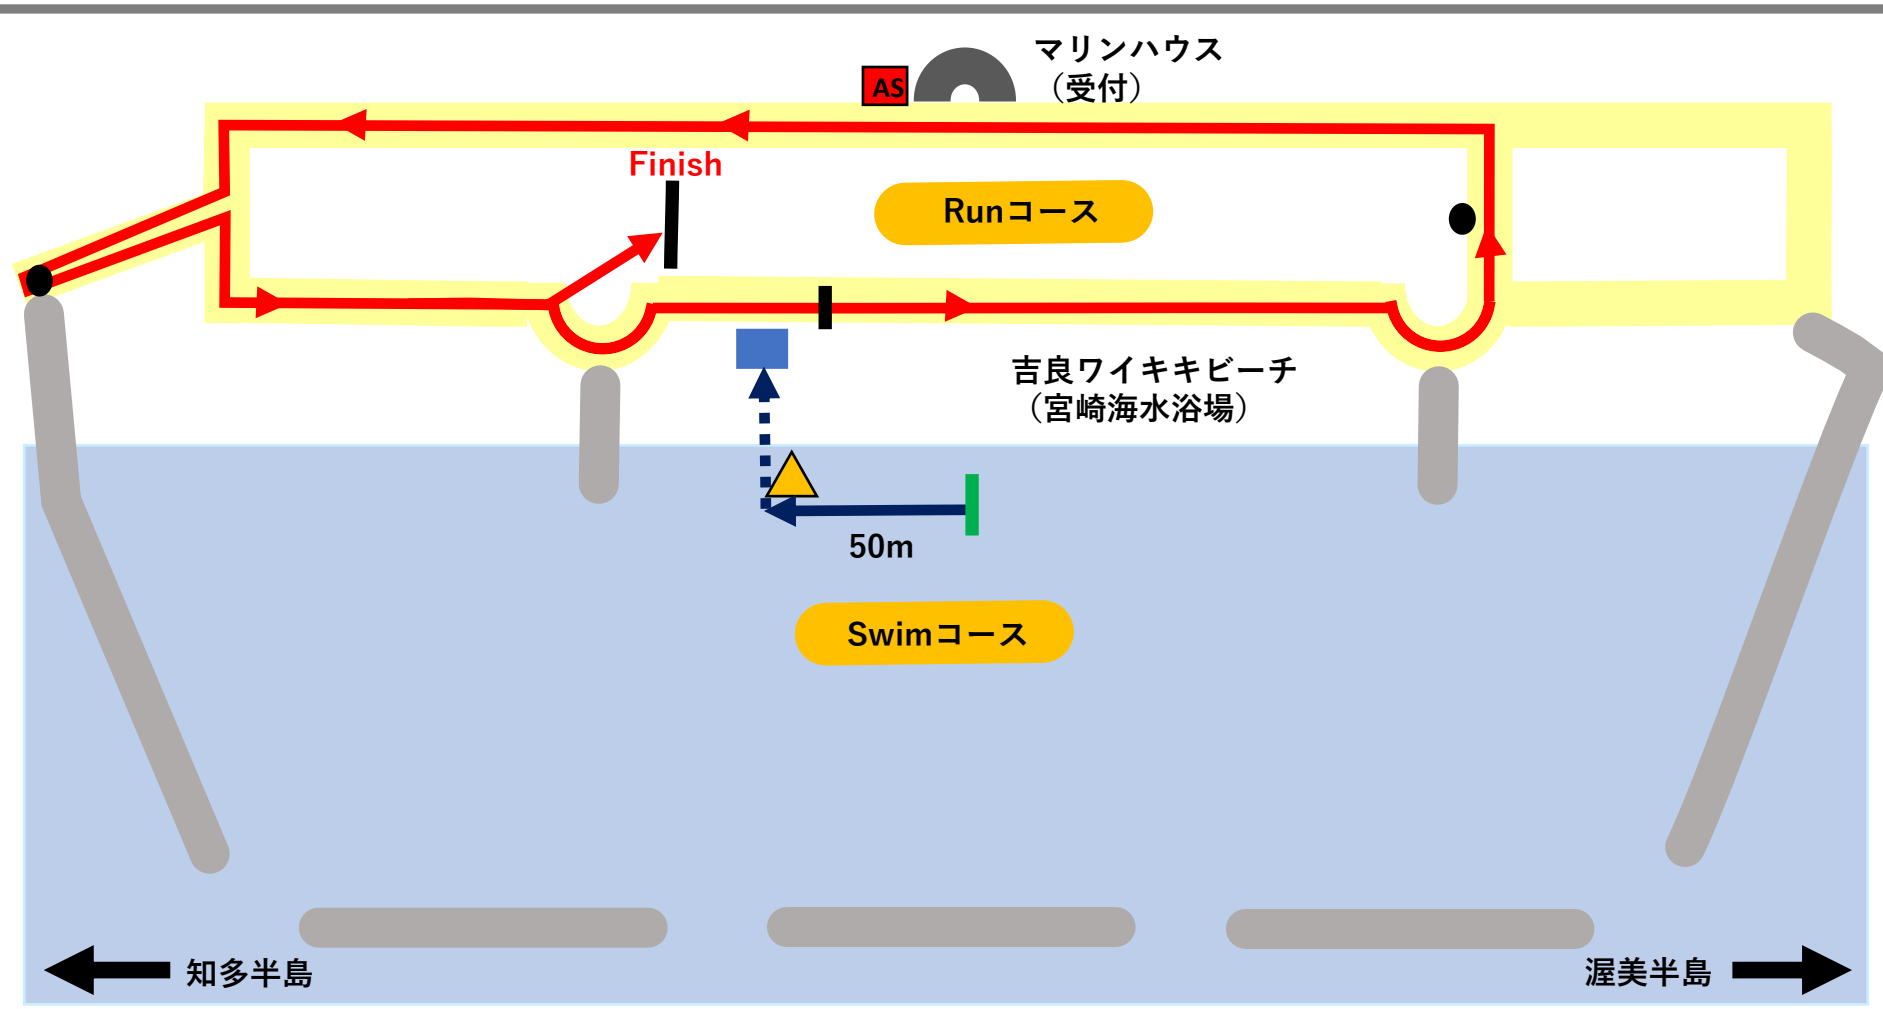 マリンハウス
（受付）
AS
Finish
Runコース
吉良ワイキキビーチ
（宮崎海水浴場）
50m
Swimコース
知多半島
渥美半島